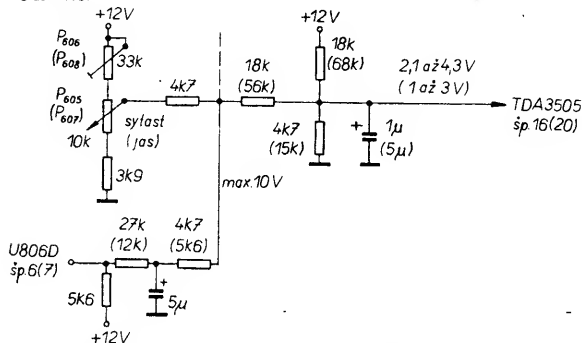 +12V
P606
(P608)
33k
P605
(P607)
10k
sýtast
(jas)
3k9
4k7
18k
(56k)
+12V
18k
(68k)
4k7
(15k)
+
1µ
(5µ)
2,1 až 4,3 V
(1 až 3 V)
TDA3505
šp.16(20)
max.10V
U806D
šp.6(7)
27k
(12k)
4k7
(5k6)
5k6
+
5µ
+12V